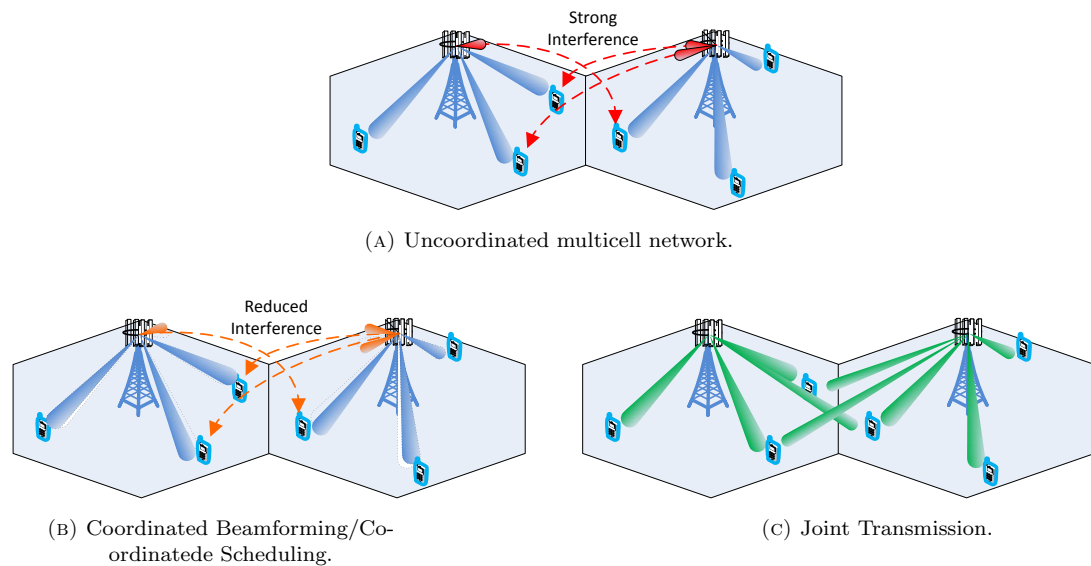 Strong
Interference
(A) Uncoordinated multicell network.
Reduced
Interference
(B) Coordinated Beamforming/Co-
ordinatede Scheduling.
(C) Joint Transmission.